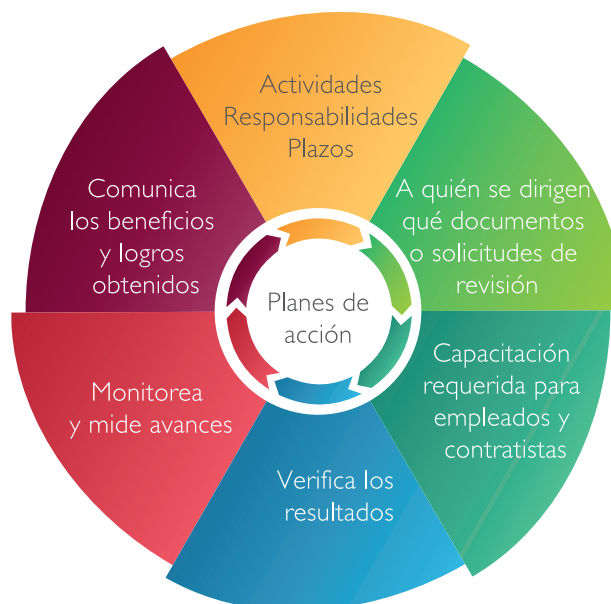 Actividades
Responsabilidades
Plazos
A quién se dirigen
qué documentos
o solicitudes de
revisión
Capacitación
requerida para
empleados y
contratistas
Verifica los
resultados
Monitorea
y mide avances
Comunica
los beneficios
y logros
obtenidos
Planes de
acción